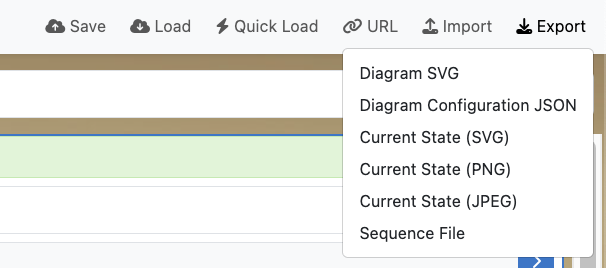 Save Load Quick Load URL Import Export
Diagram SVG
Diagram Configuration JSON
Current State (SVG)
Current State (PNG)
Current State (JPEG)
Sequence File